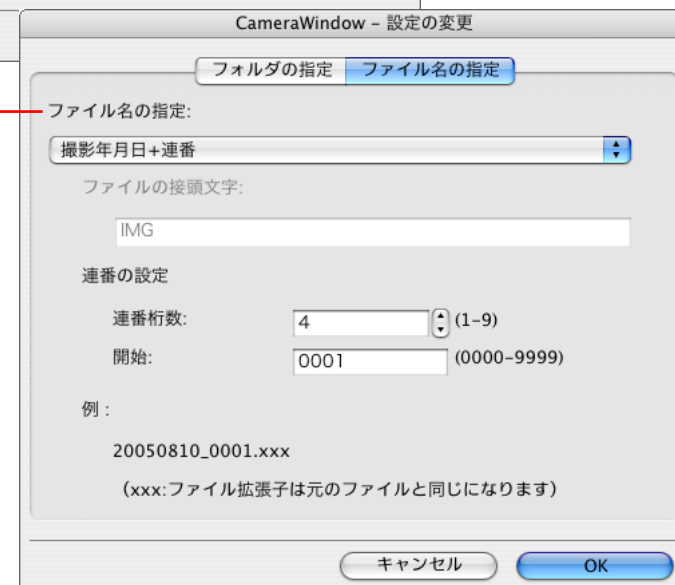 CameraWindow – 設定の変更
フォルダの指定 ファイル名の指定
ファイル名の指定:
撮影年月日+連番
ファイルの接頭文字:
IMG
連番の設定
連番桁数: 4 (1–9)
開始: 0001 (0000–9999)
例 :
20050810_0001.xxx
（xxx:ファイル拡張子は元のファイルと同じになります）
キャンセル OK